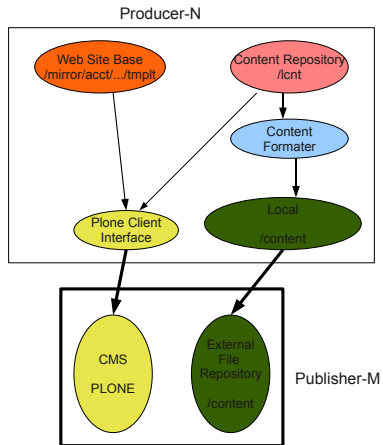 Producer-N
Web Site Base
/mirror/acct/.../tmplt
Content Repository
/lcnt
Content
Formater
Plone Client
Interface
Local
/content
CMS
PLONE
External
File
Repository
/content
Publisher-M